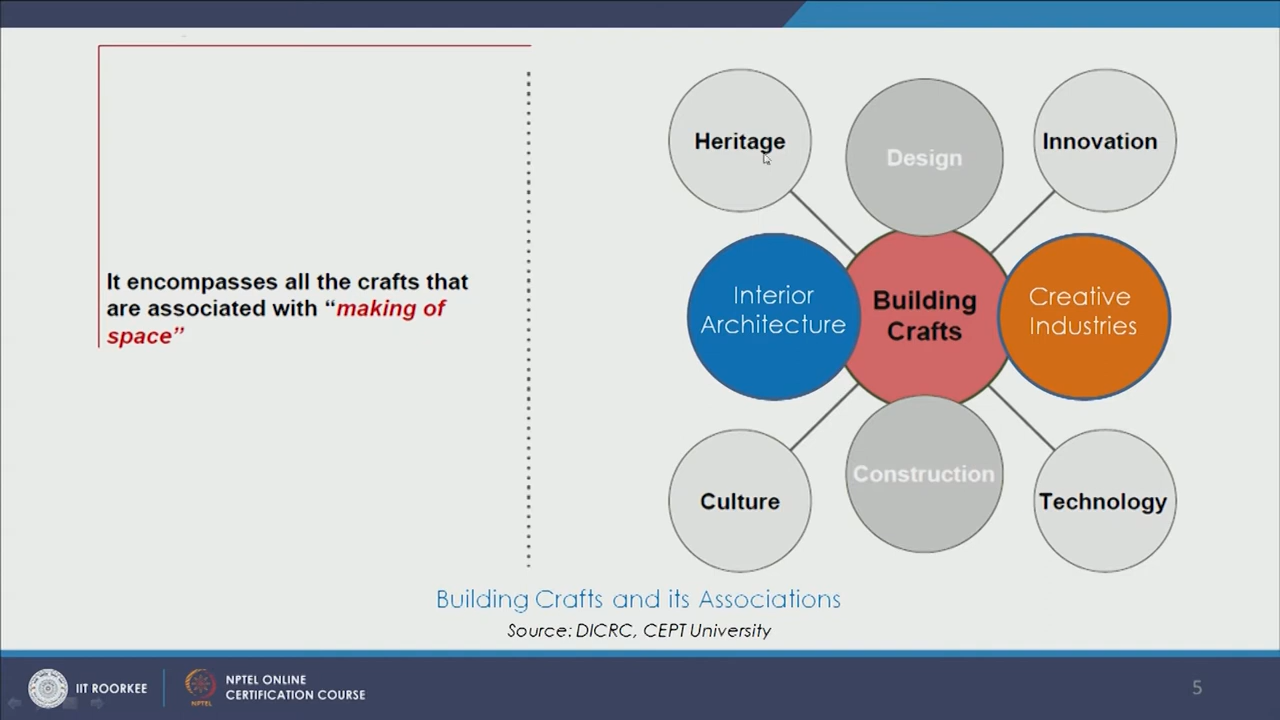 It encompasses all the crafts that
are associated with “making of
space”
Heritage
Design
Innovation
Interior
Architecture
Building
Crafts
Creative
Industries
Culture
Construction
Technology
Building Crafts and its Associations
Source: DICRC, CEPT University
IIT ROORKEE
NPTEL
NPTEL ONLINE
CERTIFICATION COURSE
5